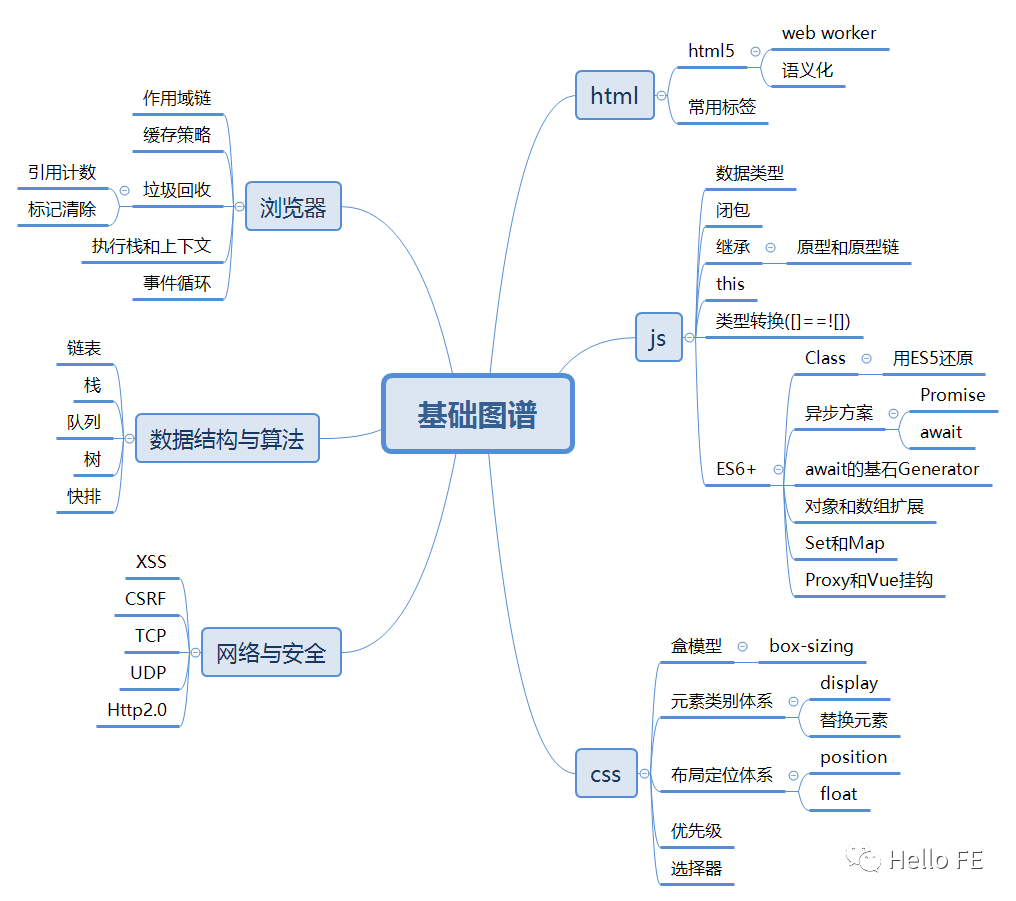 基础图谱
html
html5
web worker
语义化
常用标签
js
数据类型
闭包
继承
原型和原型链
this
类型转换([]==![])
ES6+
Class
用ES5还原
异步方案
Promise
await
await的基石Generator
对象和数组扩展
Set和Map
Proxy和Vue挂钩
css
盒模型
box-sizing
元素类别体系
display
替换元素
布局定位体系
position
float
优先级
选择器
浏览器
作用域链
缓存策略
垃圾回收
引用计数
标记清除
执行栈和上下文
事件循环
数据结构与算法
链表
栈
队列
树
快排
网络与安全
XSS
CSRF
TCP
UDP
Http2.0
Hello FE